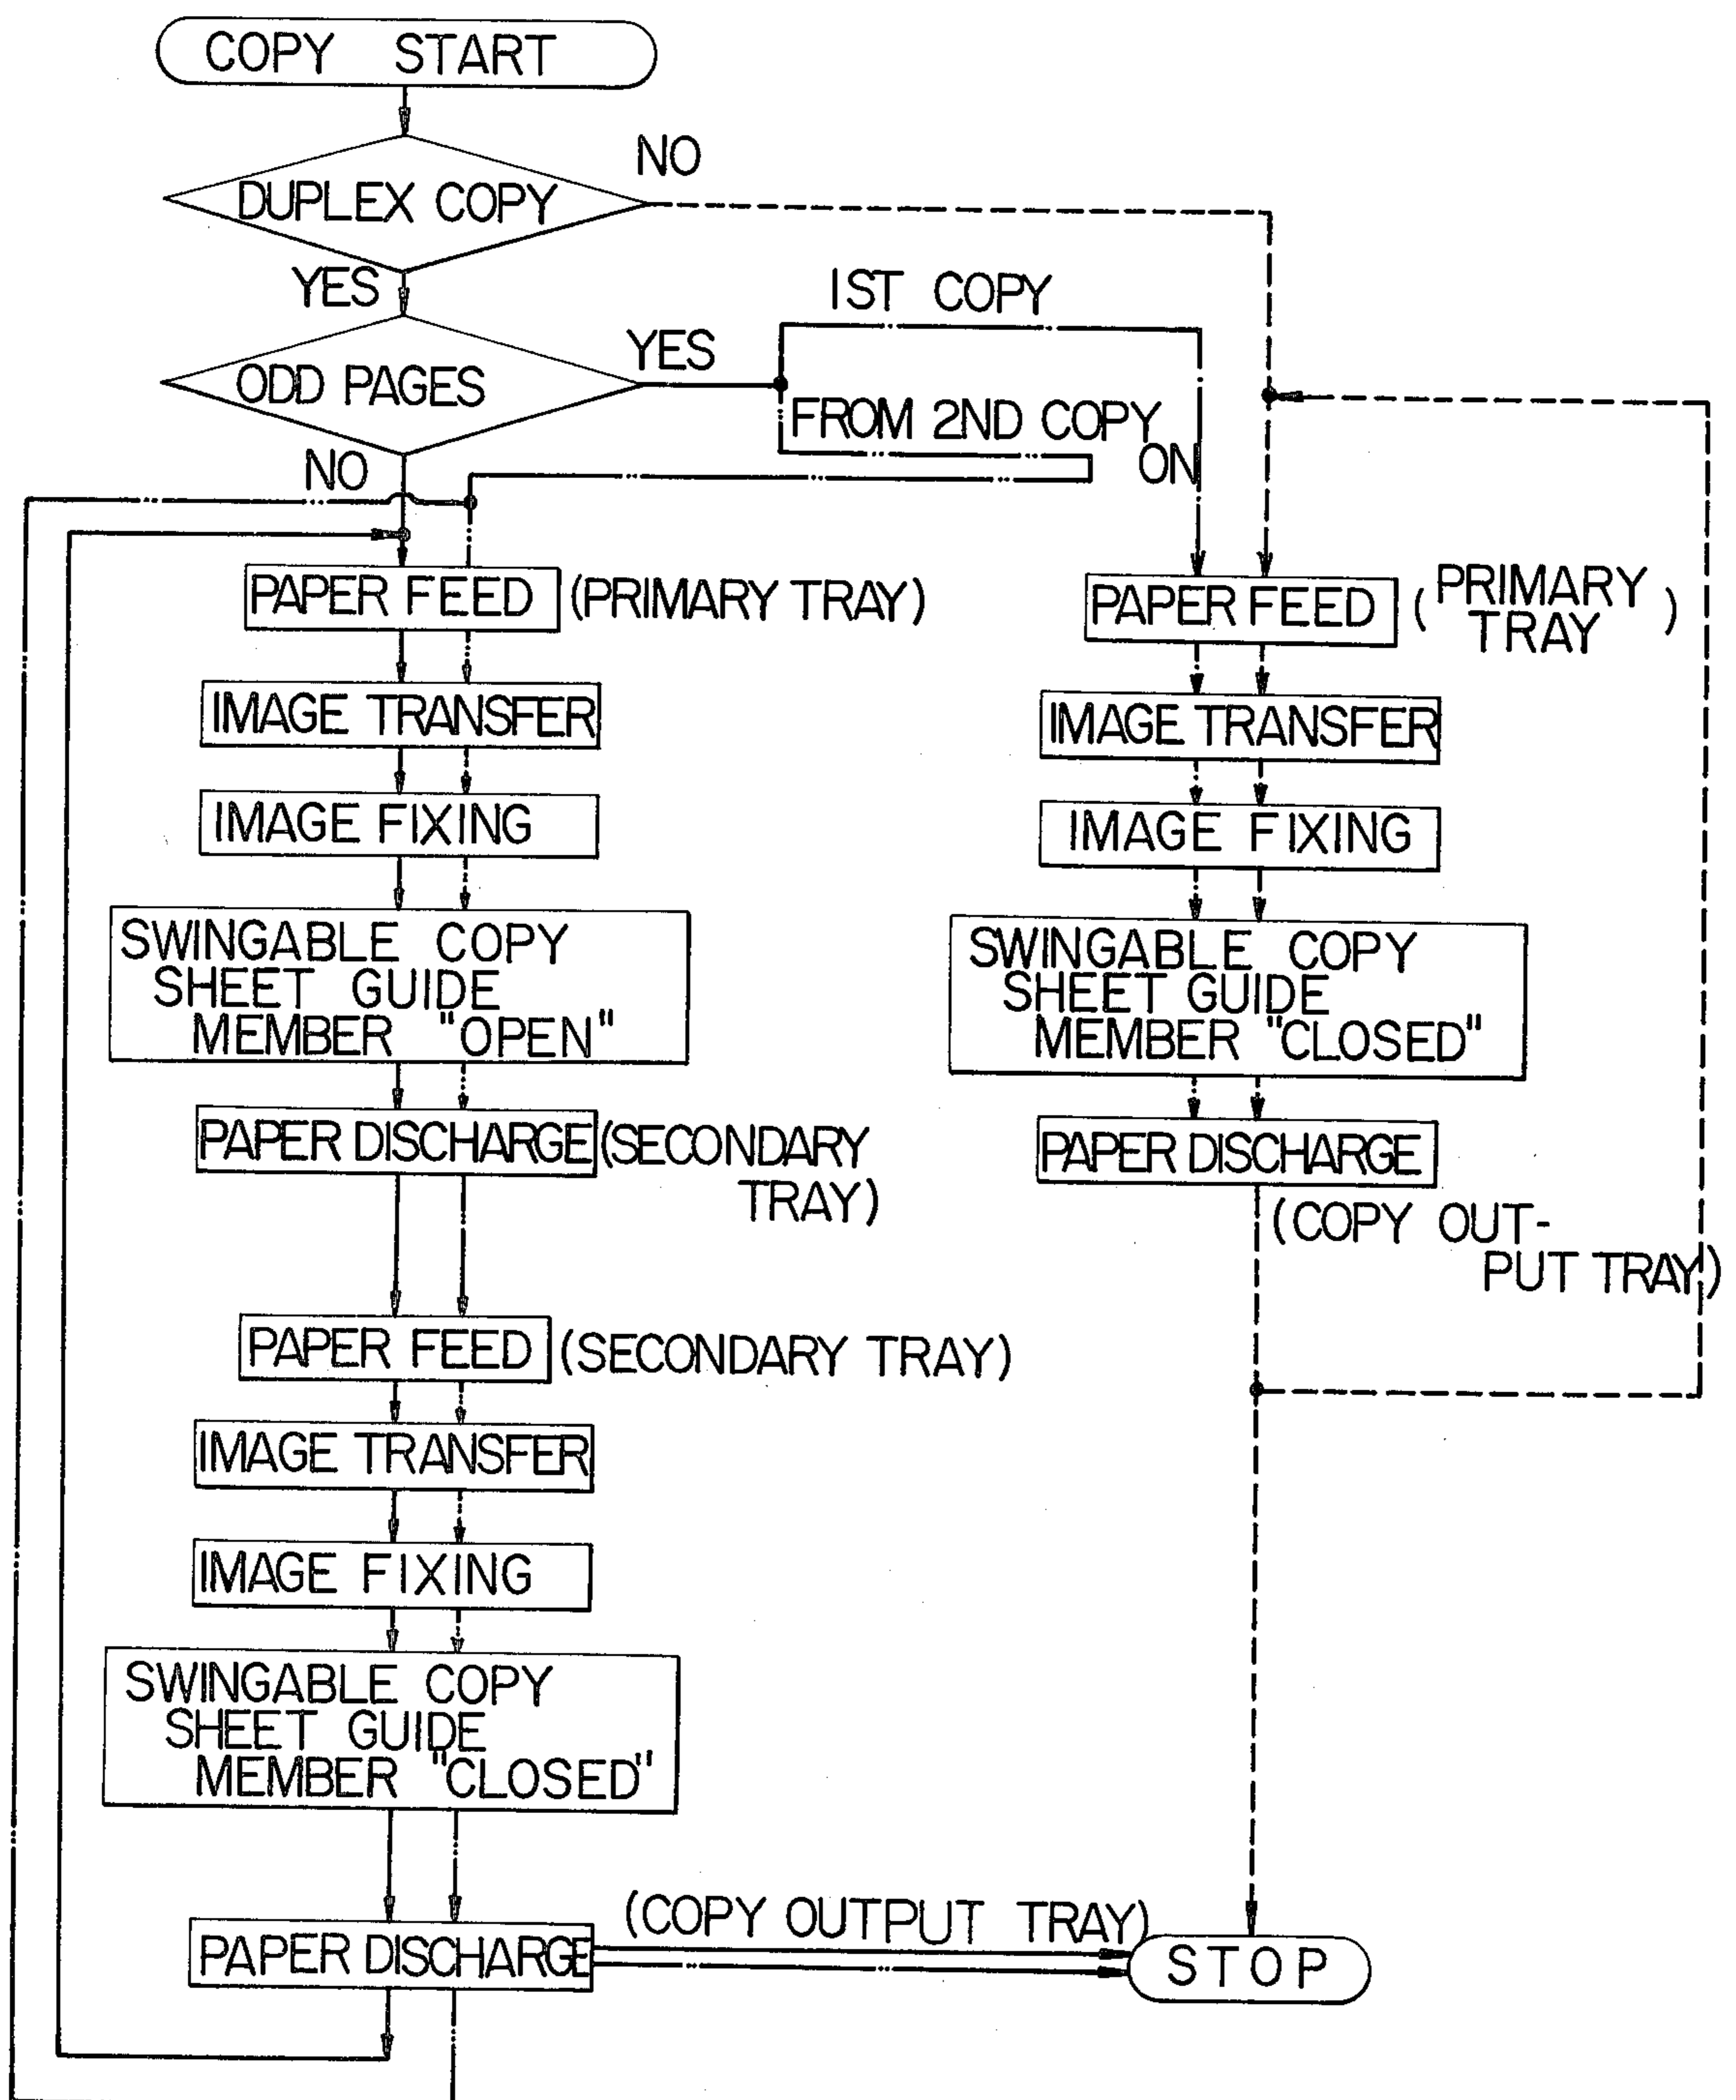 COPY START
DUPLEX COPY
NO
YES
ODD PAGES
YES
1ST COPY
FROM 2ND COPY
ON
NO
PAPER FEED (PRIMARY TRAY)
IMAGE TRANSFER
IMAGE FIXING
SWINGABLE COPY
SHEET GUIDE
MEMBER "OPEN"
PAPER DISCHARGE (SECONDARY
TRAY)
PAPER FEED (SECONDARY TRAY)
IMAGE TRANSFER
IMAGE FIXING
SWINGABLE COPY
SHEET GUIDE
MEMBER "CLOSED"
PAPER DISCHARGE
(COPY OUTPUT TRAY)
PAPER FEED (PRIMARY
TRAY)
IMAGE TRANSFER
IMAGE FIXING
SWINGABLE COPY
SHEET GUIDE
MEMBER "CLOSED"
PAPER DISCHARGE
(COPY OUT-
PUT TRAY)
STOP